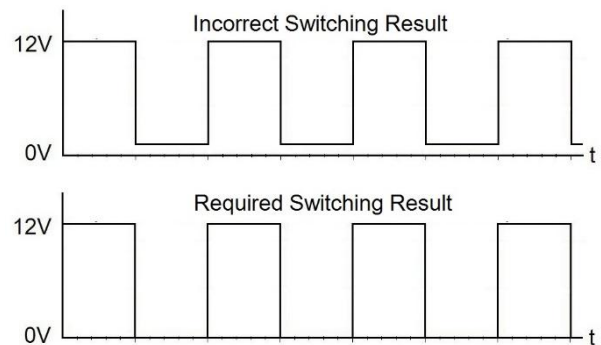 Incorrect Switching Result
12V
0V
t
Required Switching Result
12V
0V
t